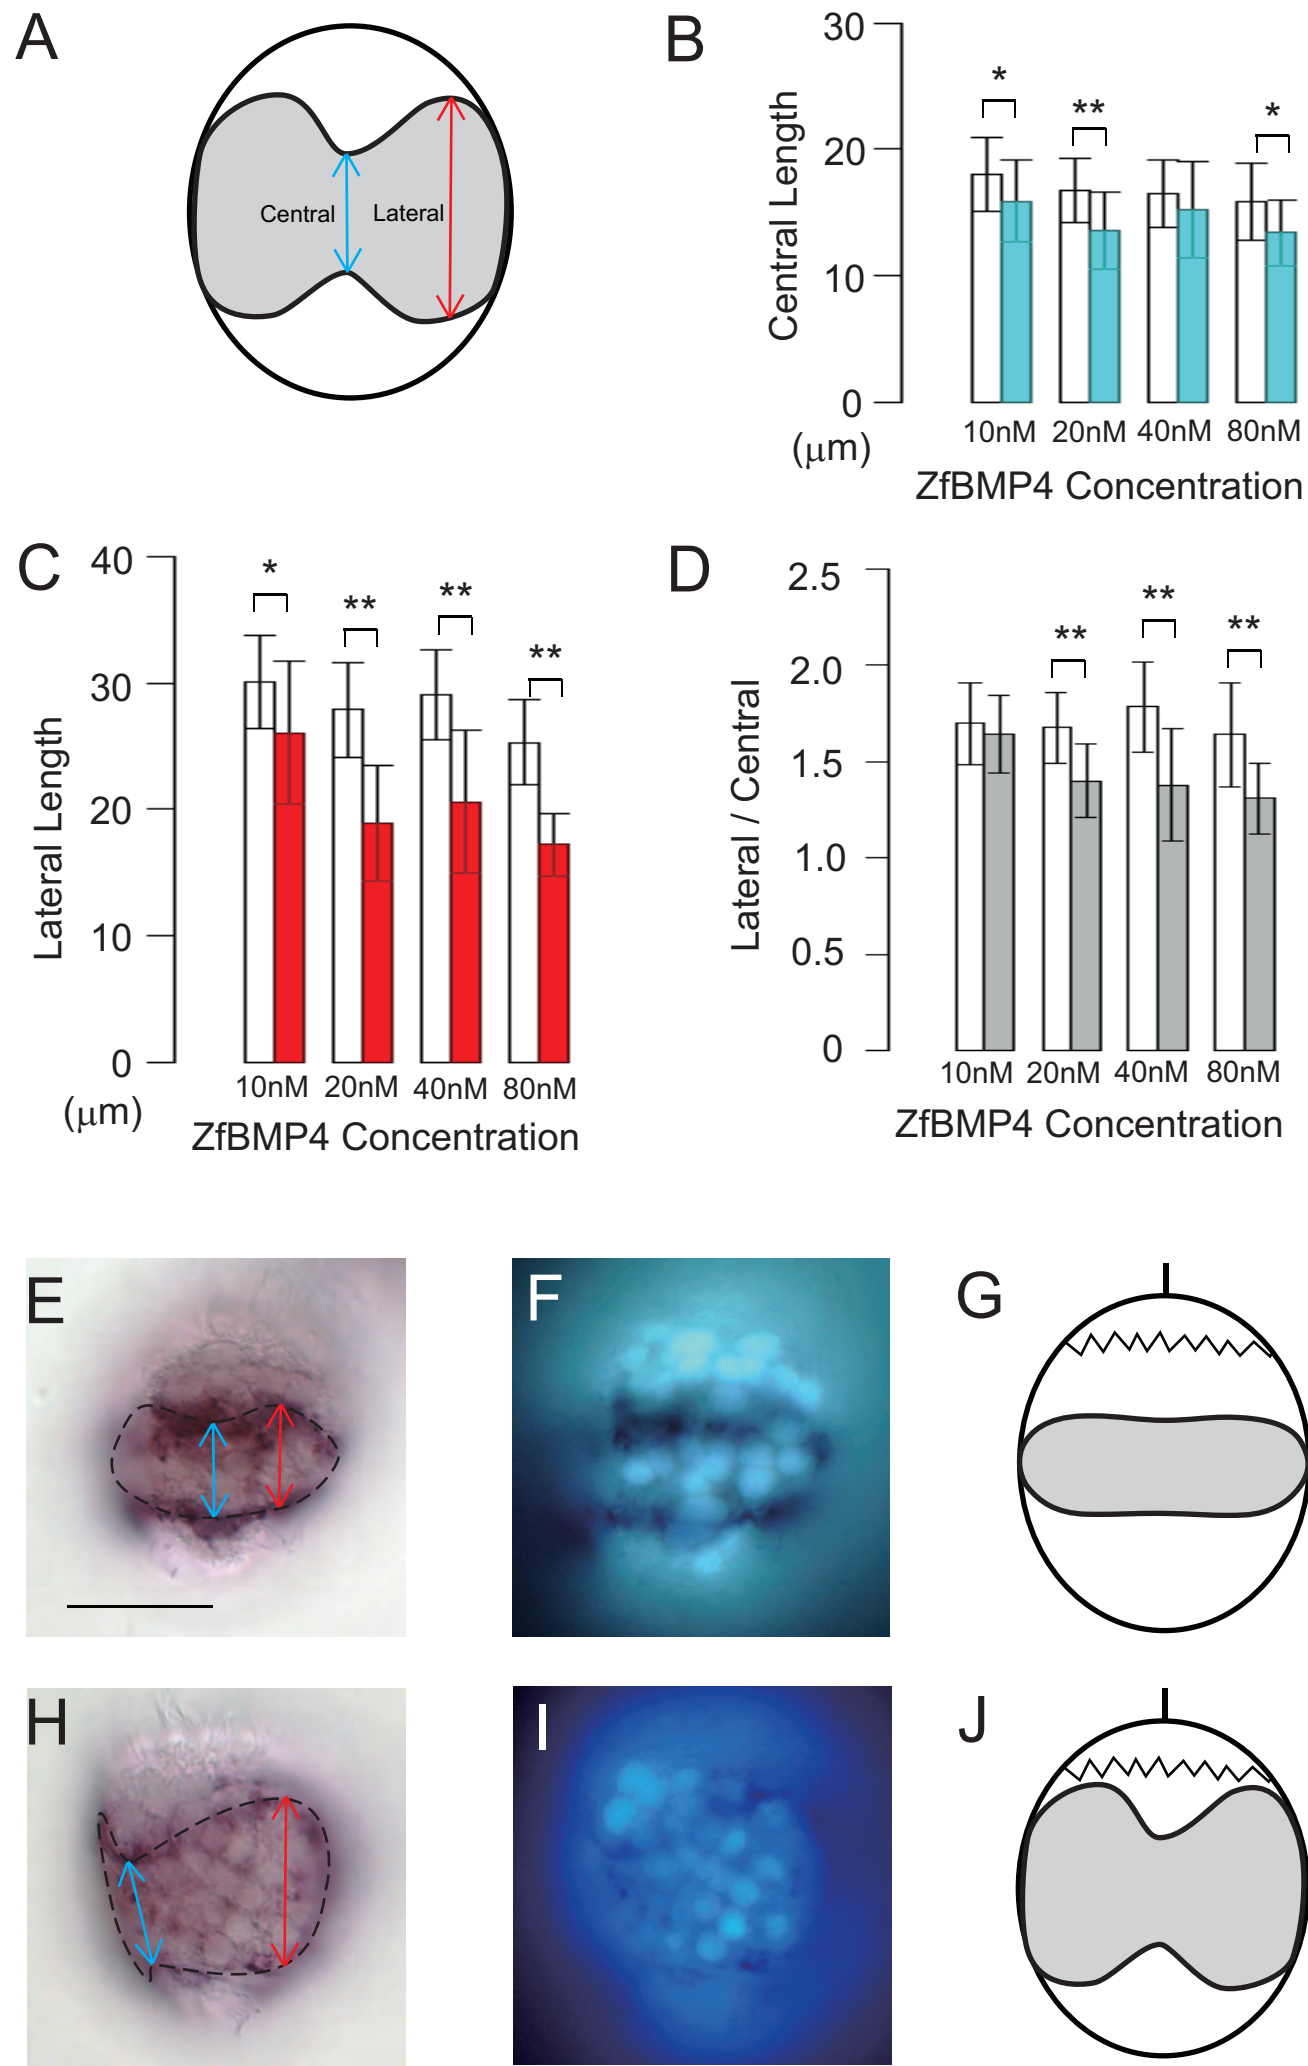 A
Central
Lateral
B
Central Length
30
20
10
0
(μm)
*
**
*
10nM
20nM
40nM
80nM
ZfBMP4 Concentration
C
Lateral Length
40
30
20
10
0
(μm)
*
**
**
**
10nM
20nM
40nM
80nM
ZfBMP4 Concentration
D
Lateral / Central
2.5
2.0
1.5
1.0
0.5
0
**
**
**
10nM
20nM
40nM
80nM
ZfBMP4 Concentration
E
F
G
H
I
J